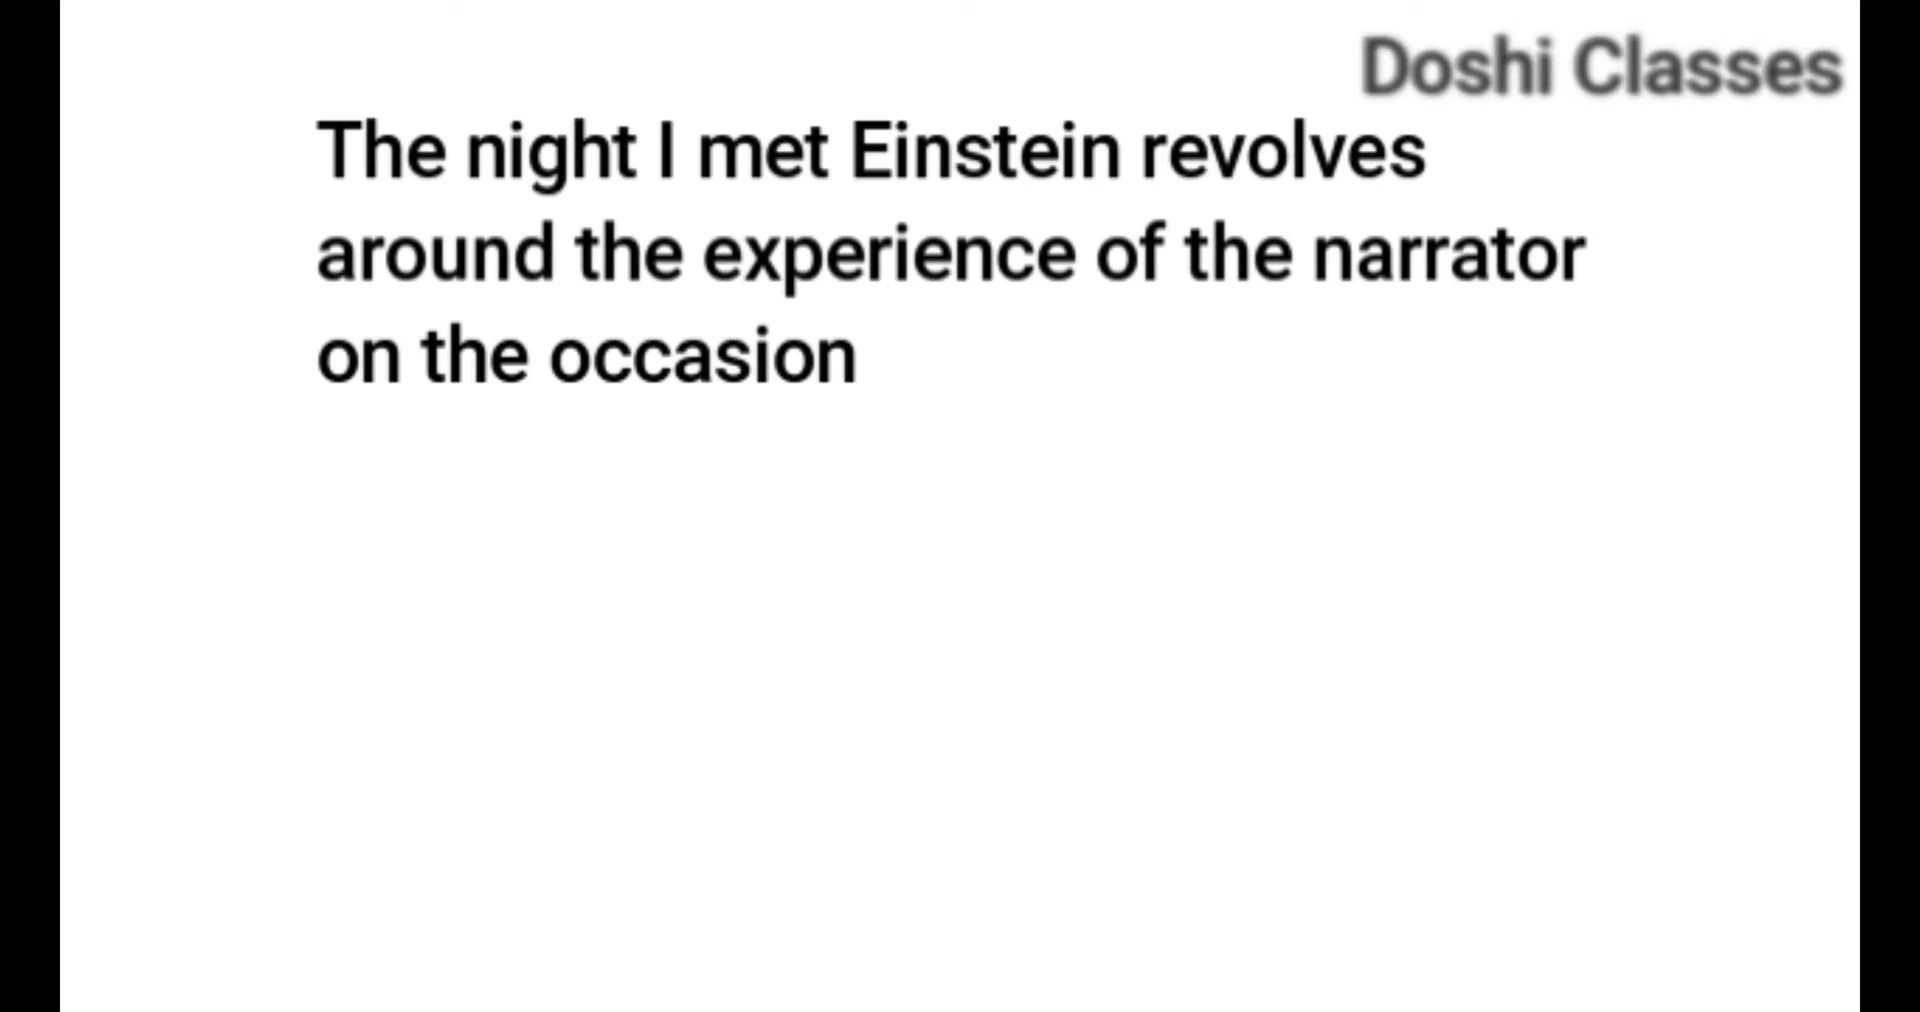 Doshi Classes
The night I met Einstein revolves
around the experience of the narrator
on the occasion